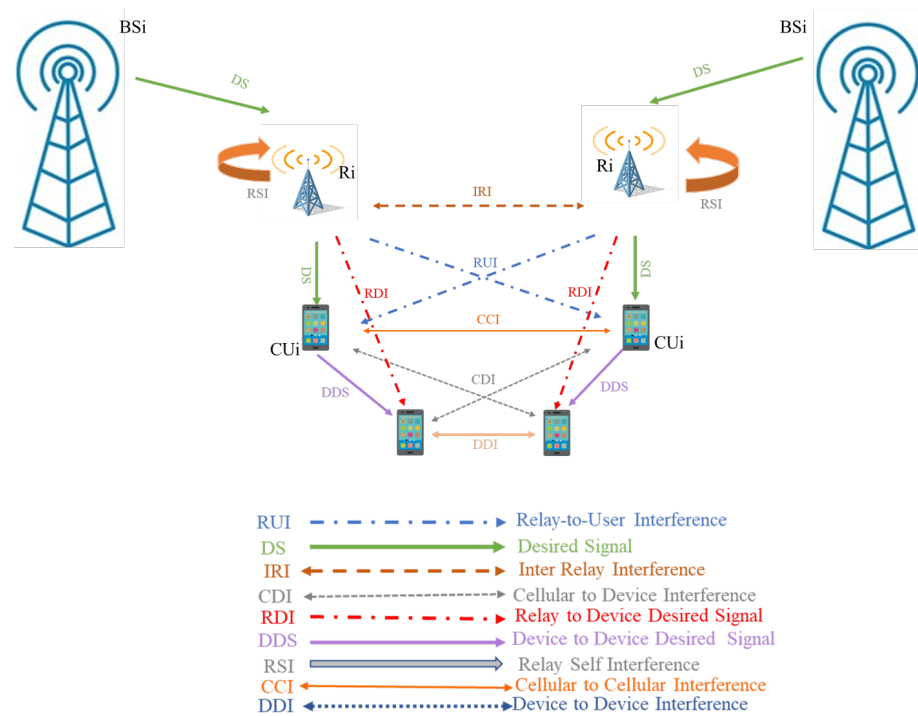 BSi
BSi
DS
DS
Ri
Ri
RSI
RSI
IRI
RUI
DS
DS
RDI
RDI
CCI
CUi
CUi
CDI
DDS
DDS
DDI
RUI Relay-to-User Interference
DS Desired Signal
IRI Inter Relay Interference
CDI Cellular to Device Interference
RDI Relay to Device Desired Signal
DDS Device to Device Desired Signal
RSI Relay Self Interference
CCI Cellular to Cellular Interference
DDI Device to Device Interference